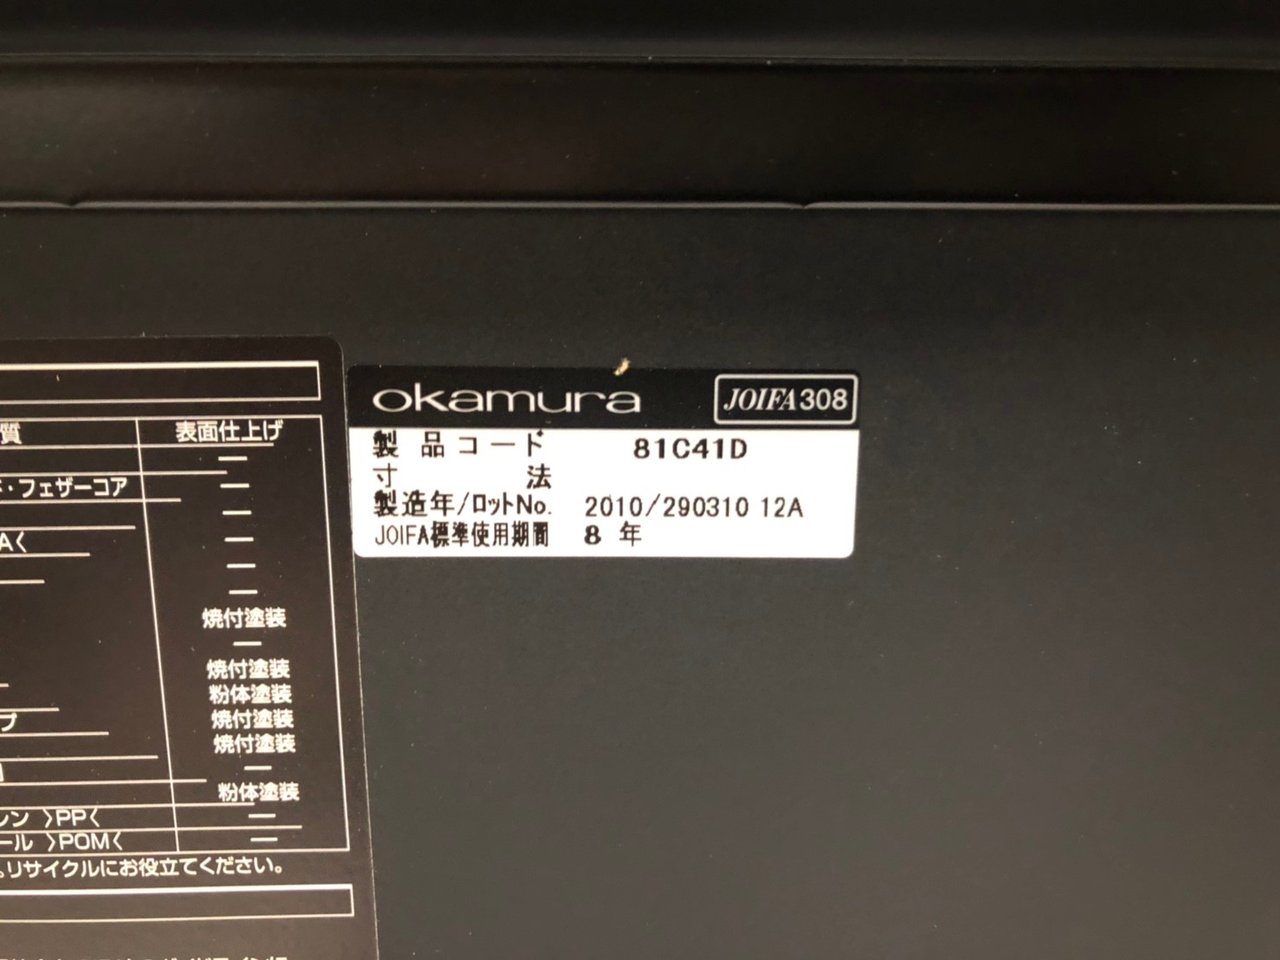 okamura JOIFA308
製品コード 81C41D
寸法
製造年/ロットNo. 2010/290310 12A
JOIFA標準使用期間 8 年
質 表面仕上げ
—
・フェザーコア —
—
A〈 —
—
—
焼付塗装
—
焼付塗装
粉体塗装
プ 焼付塗装
焼付塗装
—
粉体塗装
レン 〉PP〈 —
ール 〉POM〈 —
。リサイクルにお役立てください。